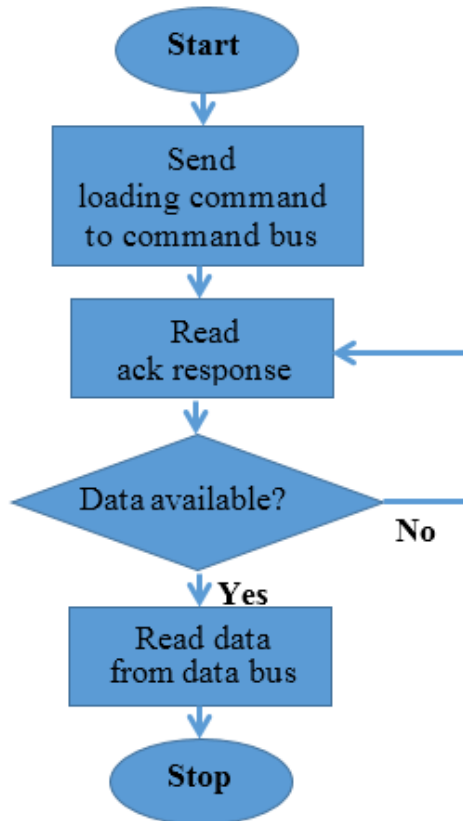 Start
Send
loading command
to command bus
Read
ack response
Data available?
No
Yes
Read data
from data bus
Stop